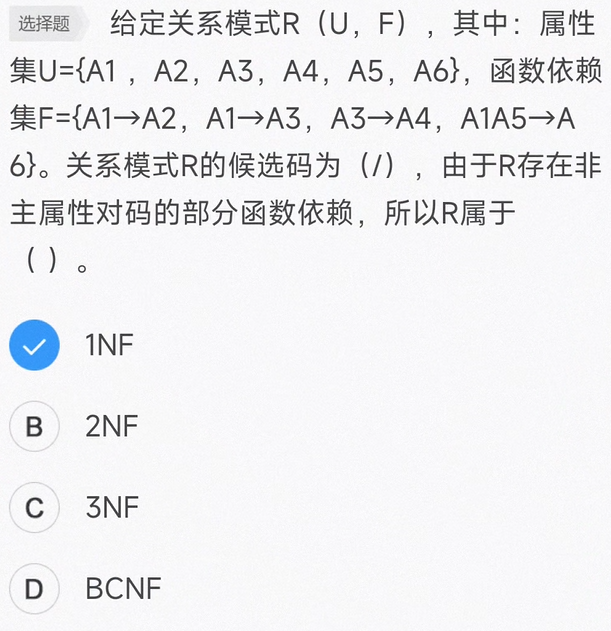 选择题 给定关系模式R（U，F），其中：属性
集U={A1 ，A2，A3，A4，A5，A6}，函数依赖
集F={A1→A2，A1→A3，A3→A4，A1A5→A
6}。关系模式R的候选码为（/），由于R存在非
主属性对码的部分函数依赖，所以R属于
（ ）。
1NF
B 2NF
C 3NF
D BCNF